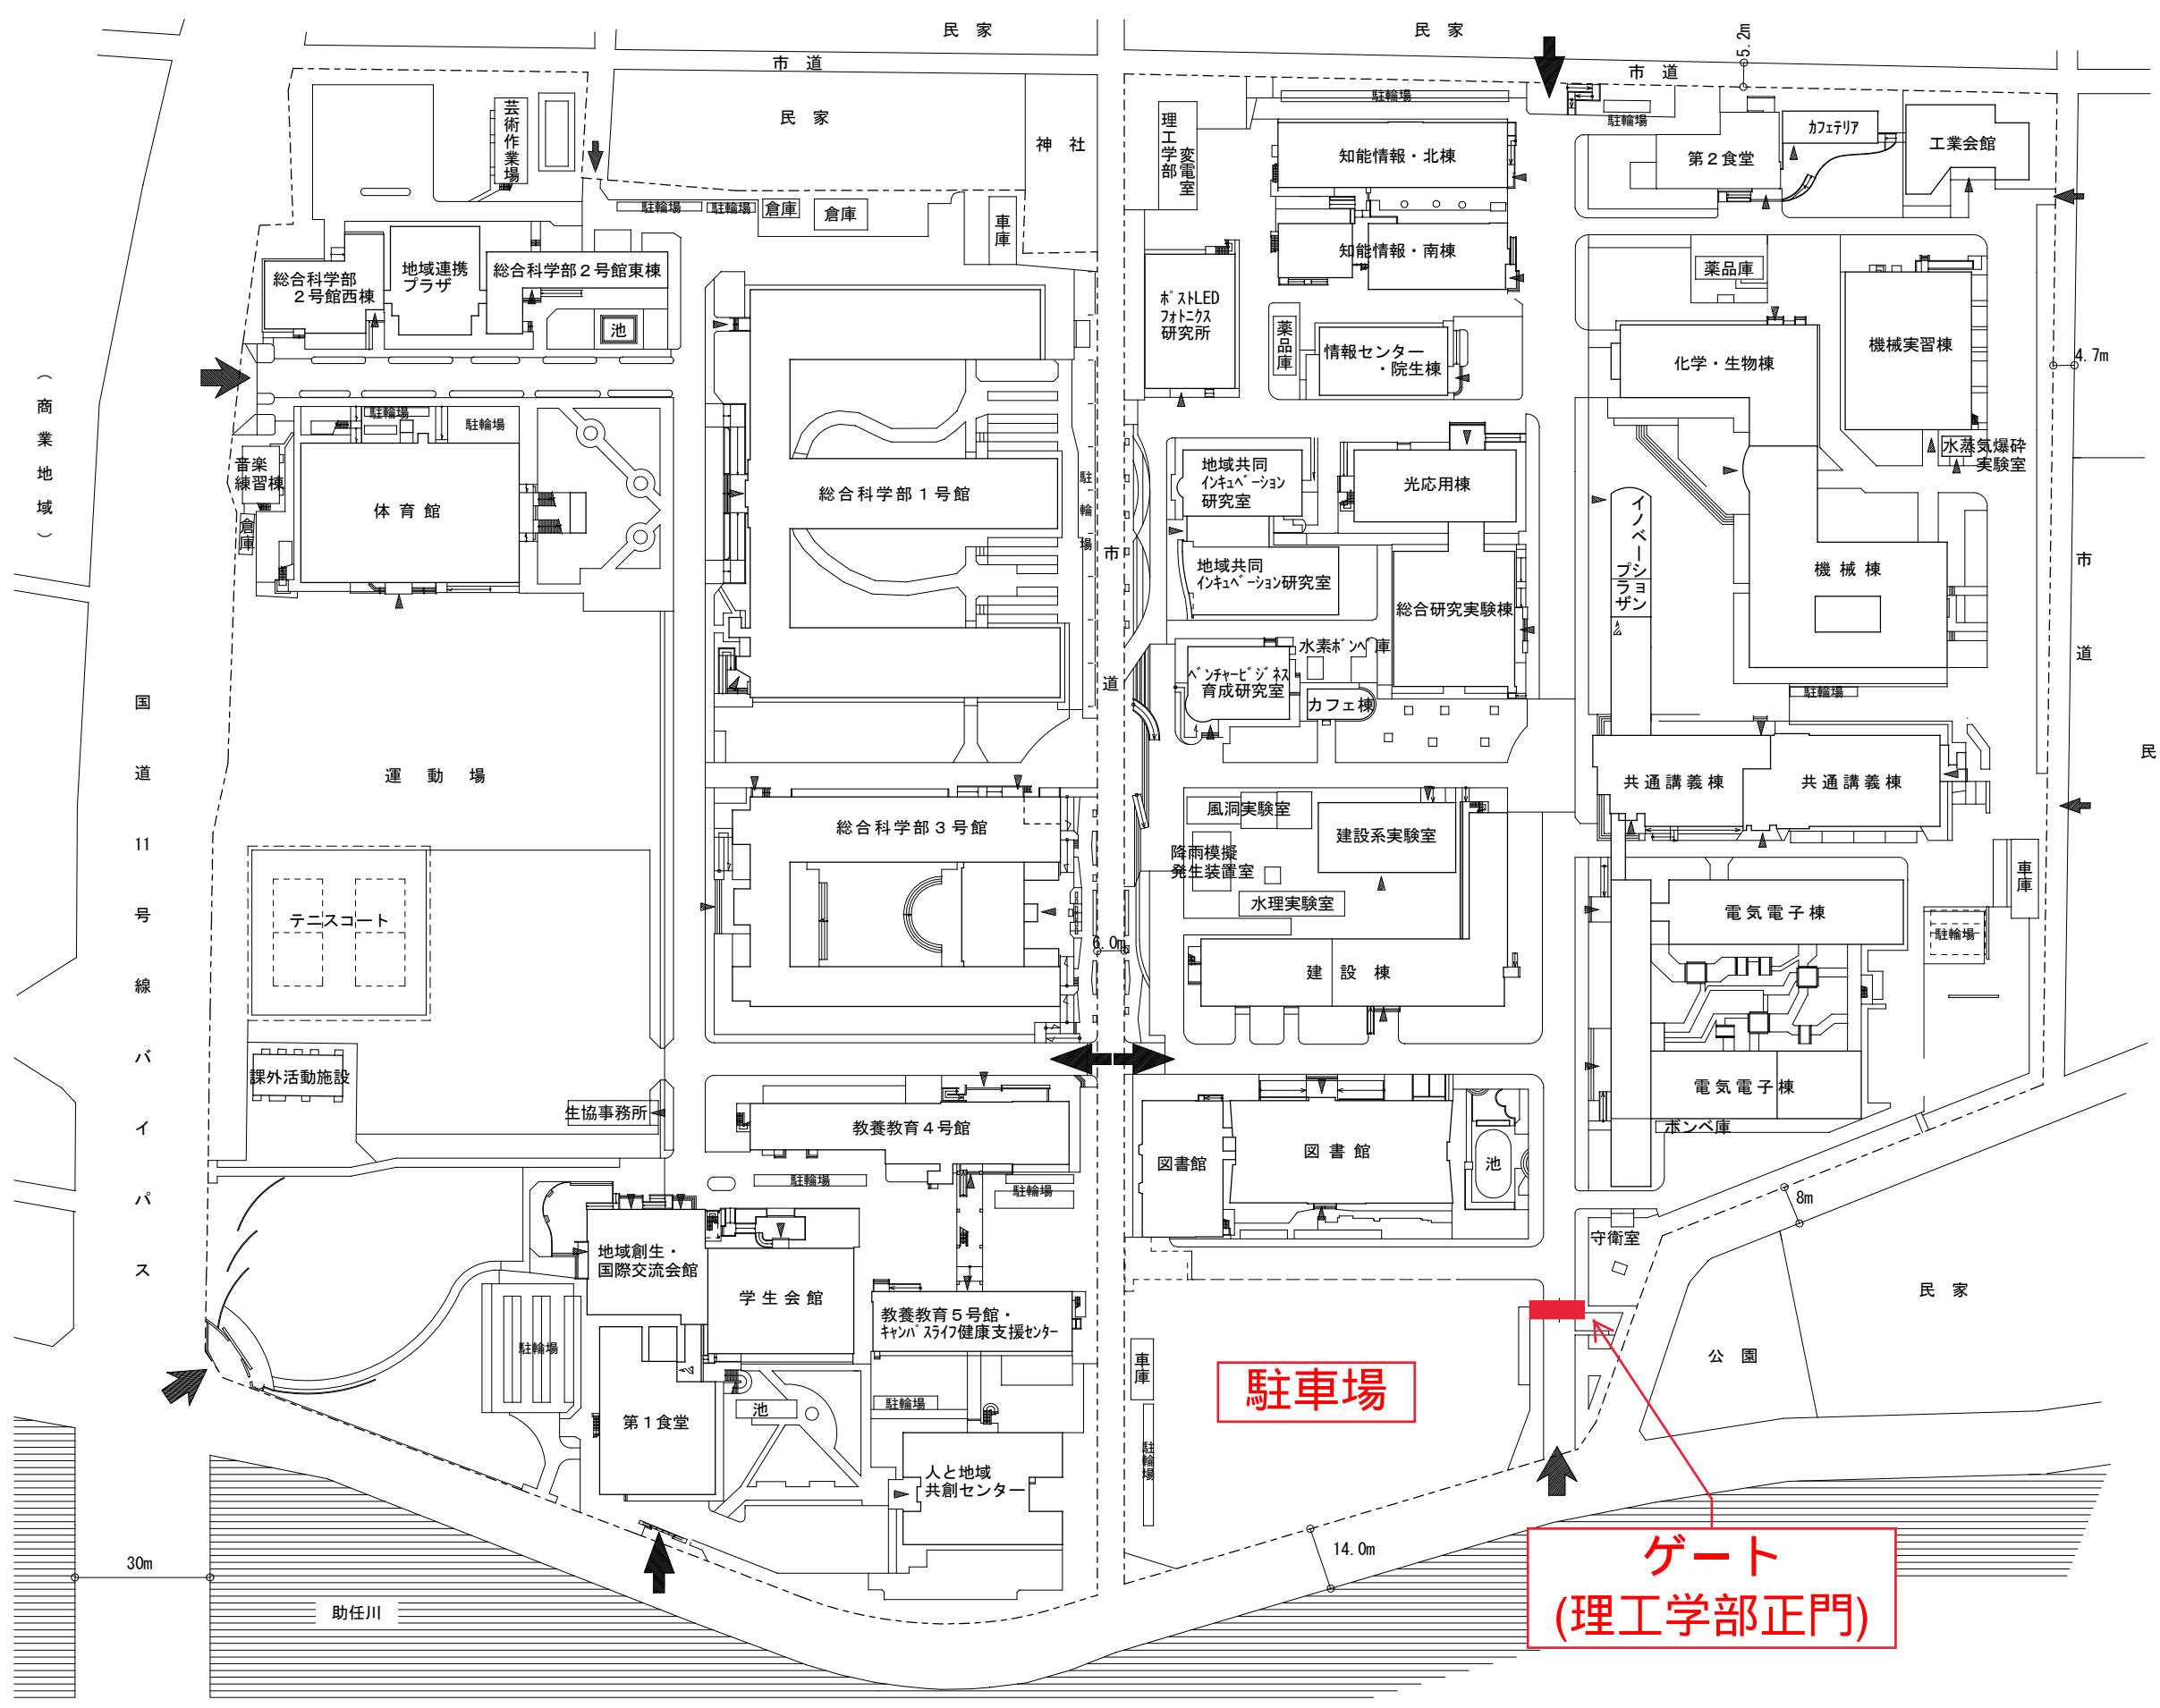 民 家
民 家
市 道
5.2m
市 道
芸術作業場
民 家
神 社
理工学部
変電室
駐輪場
駐輪場
カフェテリア
知能情報・北棟
第2食堂
工業会館
駐輪場
駐輪場
倉庫
倉庫
車庫
知能情報・南棟
総合科学部
2号館西棟
地域連携
プラザ
総合科学部2号館東棟
池
薬品庫
ポストLED
フォトニクス
研究所
薬品庫
情報センター
・院生棟
化学・生物棟
機械実習棟
4.7m
(商業地域)
駐輪場
駐輪場
音楽
練習棟
倉庫
体 育 館
総合科学部1号館
駐輪場
市 道
地域共同
インキュベーション
研究室
光応用棟
水蒸気爆砕
実験室
イノベーション
プラザ
機 械 棟
市 道
地域共同
インキュベーション研究室
総合研究実験棟
水素ボンベ庫
ベンチャービジネス
育成研究室
カフェ棟
駐輪場
国道11号線バイパス
運 動 場
共通講義棟
共通講義棟
民
総合科学部3号館
風洞実験室
建設系実験室
降雨模擬
発生装置室
水理実験室
車庫
テニスコート
電気電子棟
駐輪場
6.0m
建 設 棟
課外活動施設
電気電子棟
生協事務所
教養教育4号館
ボンベ庫
図書館
図 書 館
池
駐輪場
駐輪場
8m
守衛室
地域創生・
国際交流会館
学生会館
教養教育5号館・
キャンパスライフ健康支援センター
民 家
駐輪場
車庫
駐車場
公 園
第1食堂
池
駐輪場
駐輪場
人と地域
共創センター
30m
14.0m
ゲート
(理工学部正門)
助任川